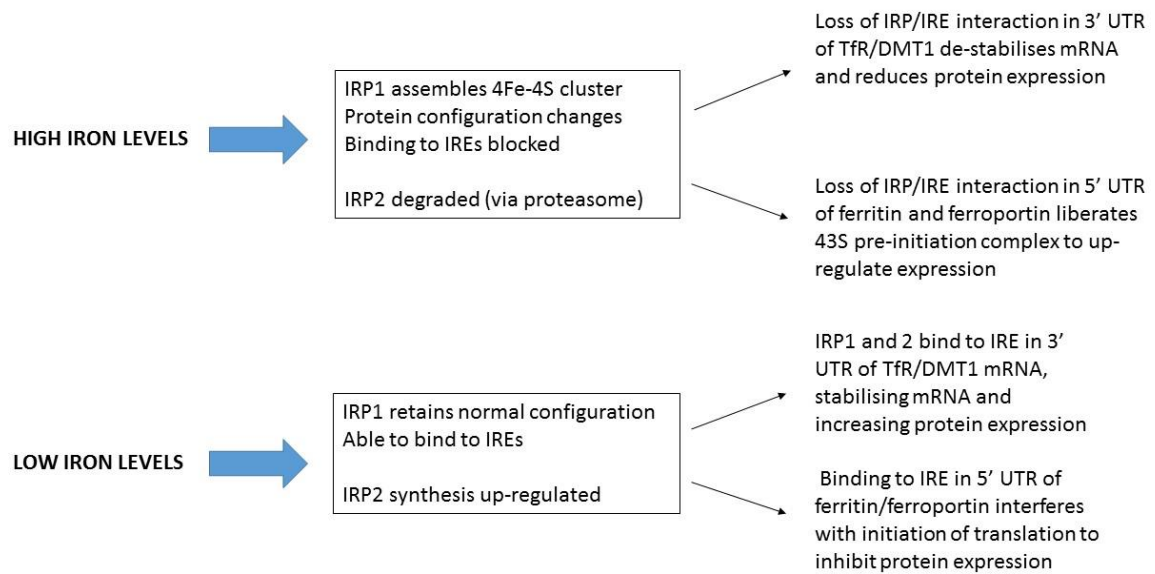 HIGH IRON LEVELS
IRP1 assembles 4Fe-4S cluster
Protein configuration changes
Binding to IREs blocked
IRP2 degraded (via proteasome)
Loss of IRP/IRE interaction in 3’ UTR
of TfR/DMT1 de-stabilises mRNA
and reduces protein expression
Loss of IRP/IRE interaction in 5’ UTR
of ferritin and ferroportin liberates
43S pre-initiation complex to up-
regulate expression
LOW IRON LEVELS
IRP1 retains normal configuration
Able to bind to IREs
IRP2 synthesis up-regulated
IRP1 and 2 bind to IRE in 3’
UTR of TfR/DMT1 mRNA,
stabilising mRNA and
increasing protein expression
Binding to IRE in 5’ UTR of
ferritin/ferroportin interferes
with initiation of translation to
inhibit protein expression